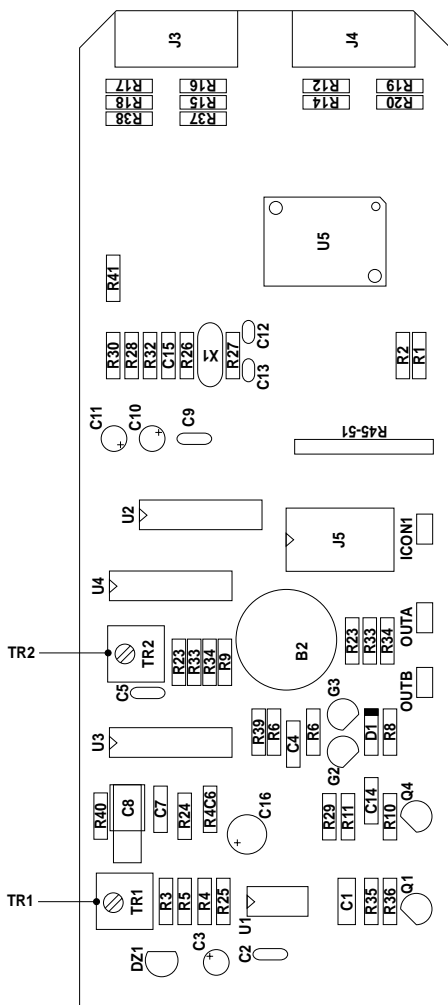 J3
J4
R17
R16
R12
R19
R18
R15
R14
R20
R38
R37
U5
R41
R30
R28
R32
C15
R26
X1
R27
C12
C13
R2
R1
C11
C10
C9
R45-51
U2
J5
ICON1
U4
TR2
TR2
R23
R33
R34
R9
B2
R23
R33
R34
OUTA
C5
OUTB
U3
R39
R6
C4
R6
G3
G2
D1
R8
R40
C8
C7
R24
R4
C6
C16
R29
R11
C14
R10
Q4
TR1
TR1
R3
R5
R4
R25
U1
C1
R35
R36
Q1
DZ1
C3
C2